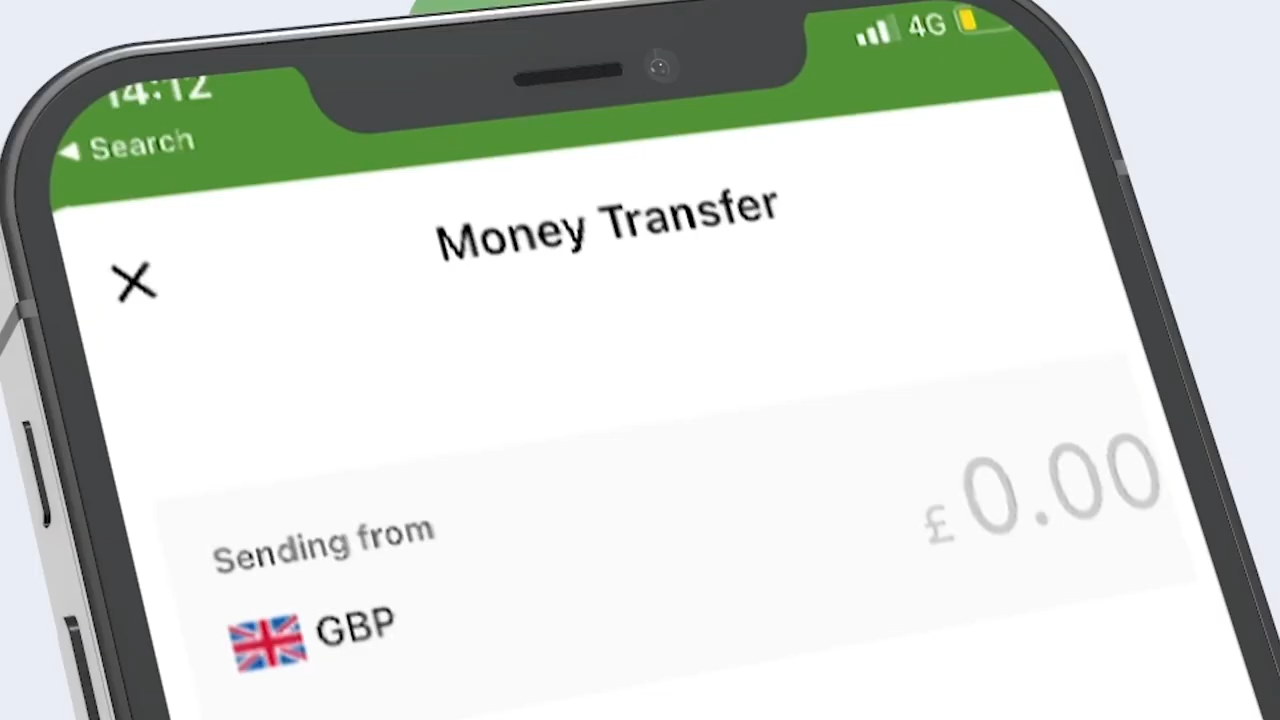 14:12
4G
◀ Search
Money Transfer
Sending from
£ 0.00
GBP